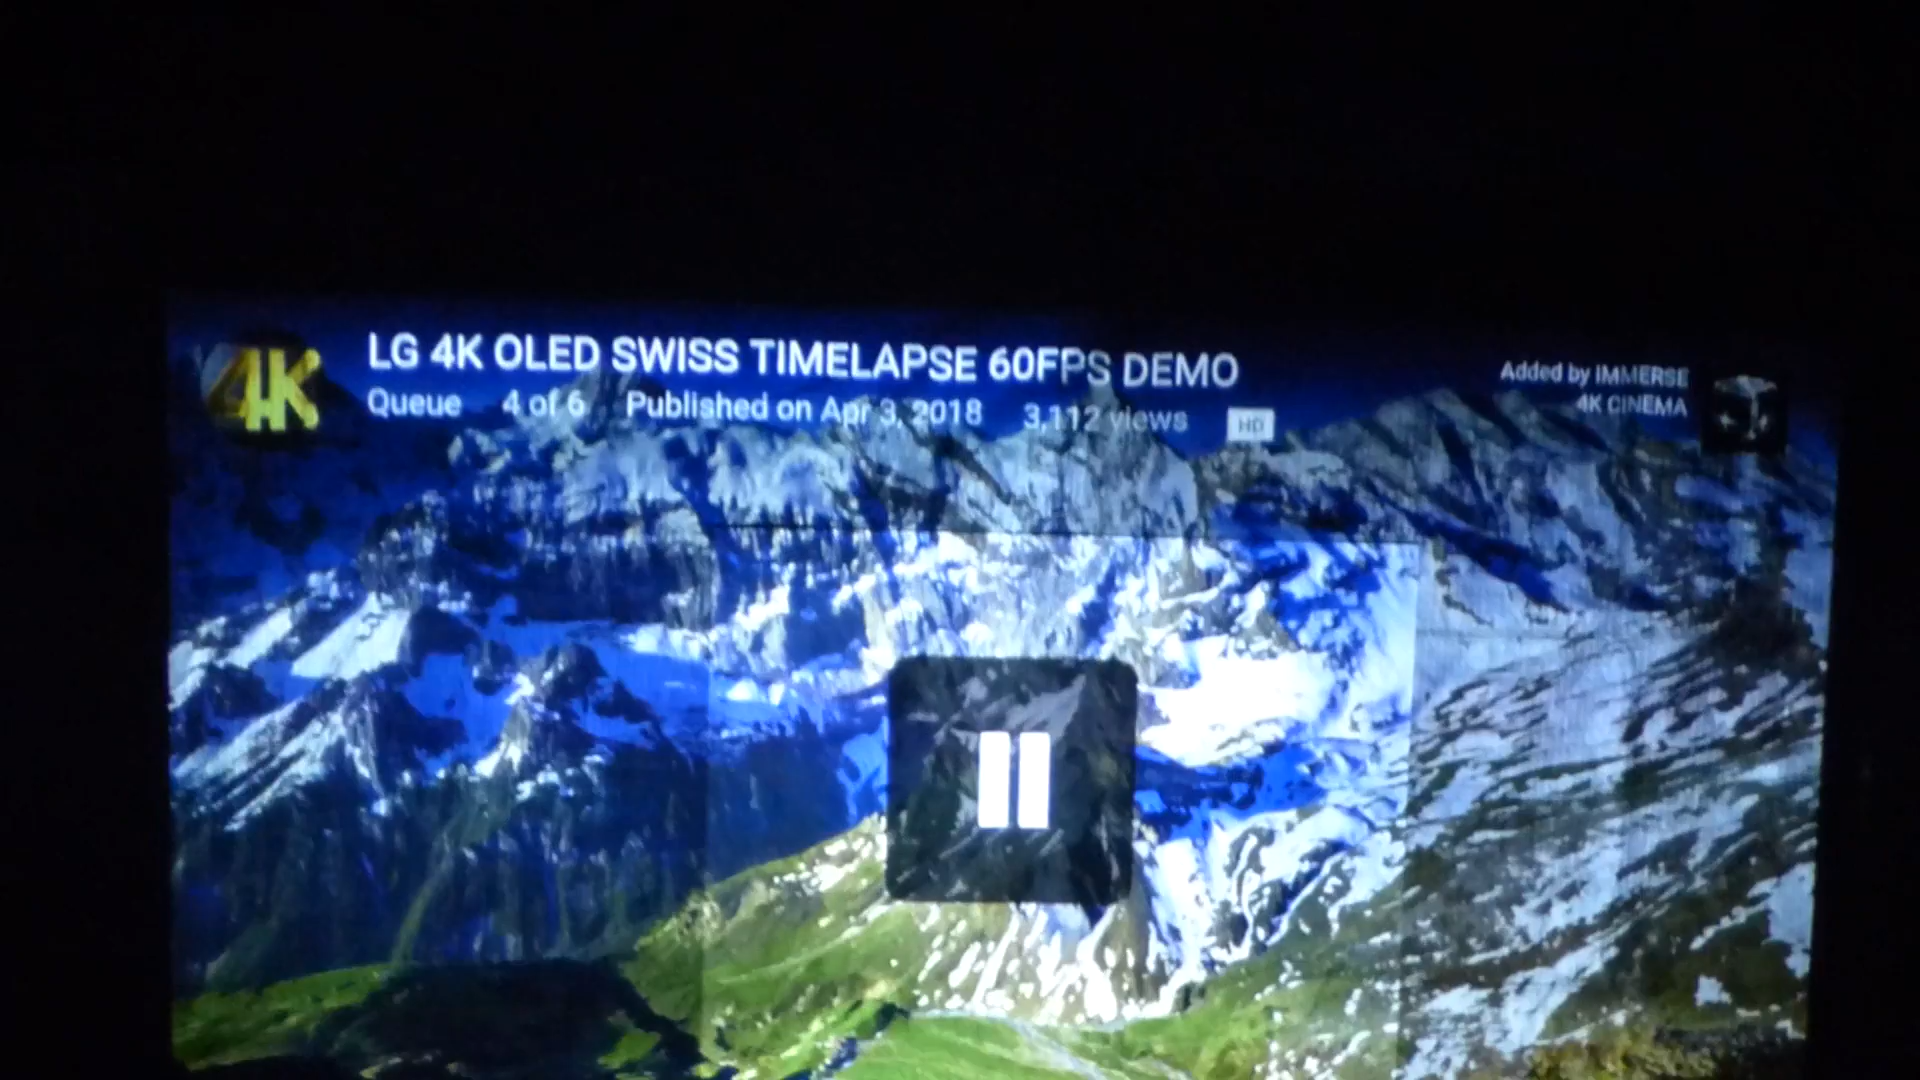 4K
LG 4K OLED SWISS TIMELAPSE 60FPS DEMO
Queue 4 of 6 Published on Apr 3, 2018 3,112 views HD
Added by IMMERSE
4K CINEMA